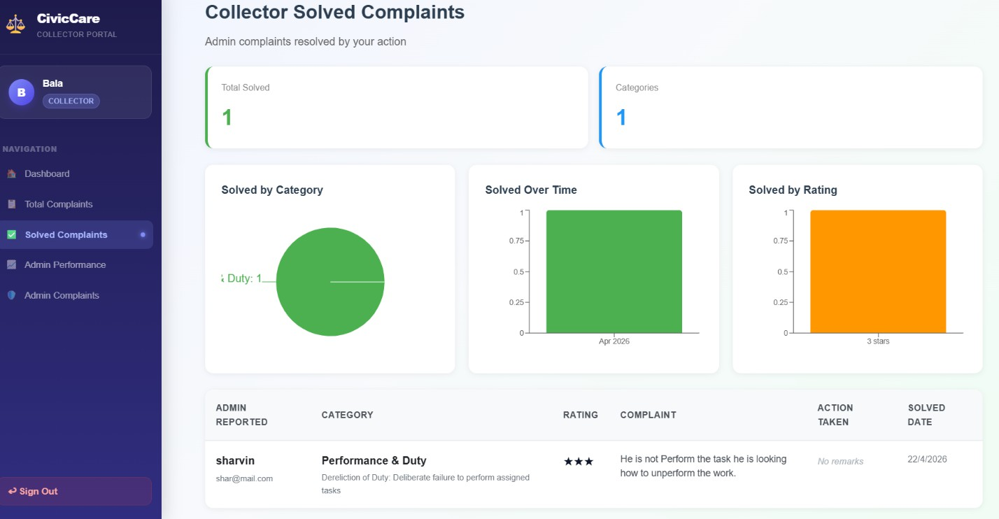 CivicCare
COLLECTOR PORTAL
B
Bala
COLLECTOR
NAVIGATION
Dashboard
Total Complaints
Solved Complaints
Admin Performance
Admin Complaints
Sign Out
Collector Solved Complaints
Admin complaints resolved by your action
Total Solved
1
Categories
1
Solved by Category
Duty: 1
Solved Over Time
1
0.75
0.5
0.25
0
Apr 2026
Solved by Rating
1
0.75
0.5
0.25
0
3 stars
ADMIN
REPORTED
CATEGORY
RATING
COMPLAINT
ACTION
TAKEN
SOLVED
DATE
sharvin
shar@mail.com
Performance & Duty
Dereliction of Duty: Deliberate failure to perform assigned
tasks
★★★
He is not Perform the task he is looking
how to unperform the work.
No remarks
22/4/2026